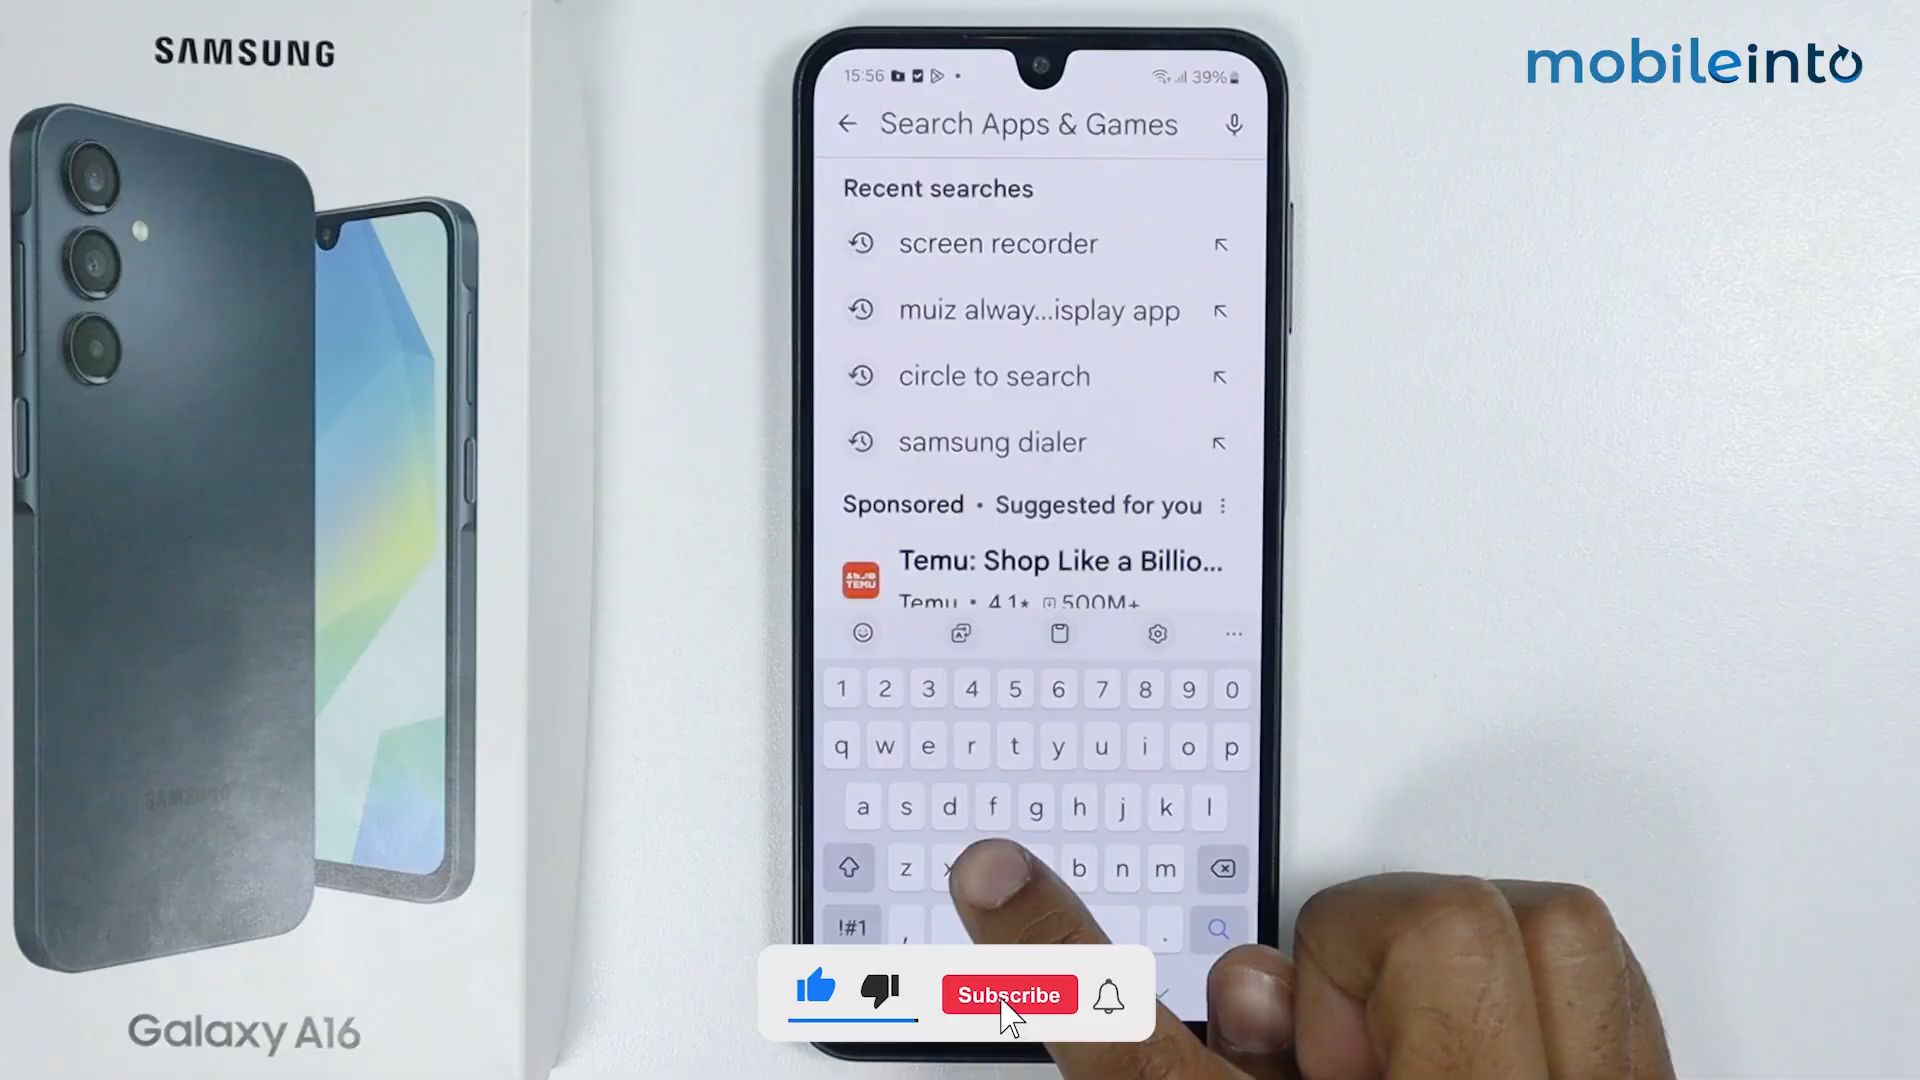 SAMSUNG
SAMSUNG
Galaxy A16
mobileinto
15:56
39%
Search Apps & Games
Recent searches
screen recorder
muiz alway...isplay app
circle to search
samsung dialer
Sponsored • Suggested for you
Temu: Shop Like a Billio...
TEMU
Temu • 4.1★ 500M+
1 2 3 4 5 6 7 8 9 0
q w e r t y u i o p
a s d f g h j k l
z x b n m
!#1 , .
Subscribe